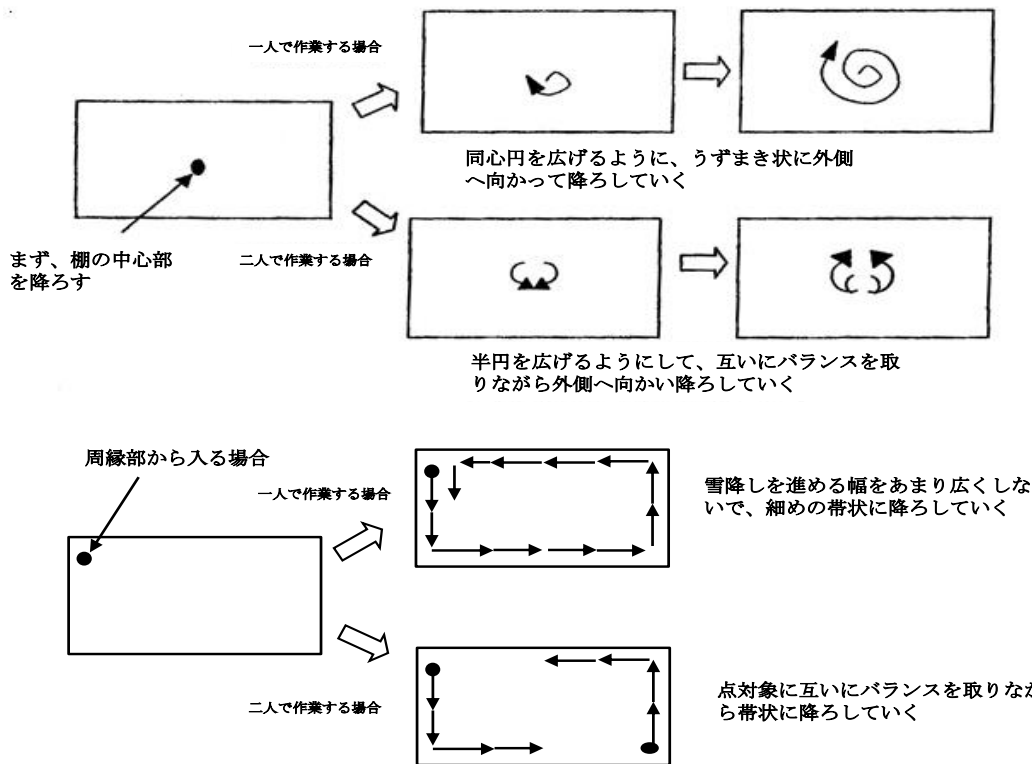 一人で作業する場合
同心円を広げるように、うずまき状に外側
へ向かって降ろしていく
まず、棚の中心部
を降ろす
二人で作業する場合
半円を広げるようにして、互いにバランスを取
りながら外側へ向かい降ろしていく
周縁部から入る場合
一人で作業する場合
雪降しを進める幅をあまり広くしな
いで、細めの帯状に降ろしていく
二人で作業する場合
点対象に互いにバランスを取りなが
ら帯状に降ろしていく